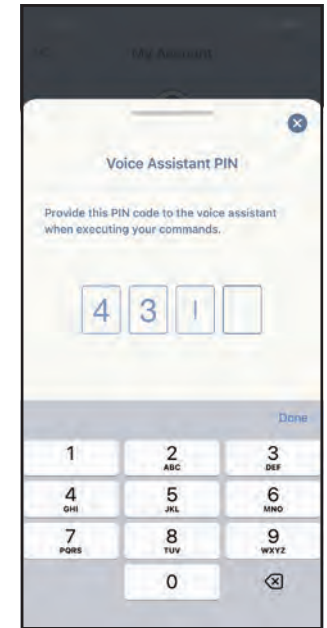 My Account
Voice Assistant PIN
Provide this PIN code to the voice assistant
when executing your commands.
4 3
Done
1 2 3
ABC DEF
4 5 6
GHI JKL MNO
7 8 9
PQRS TUV WXYZ
0